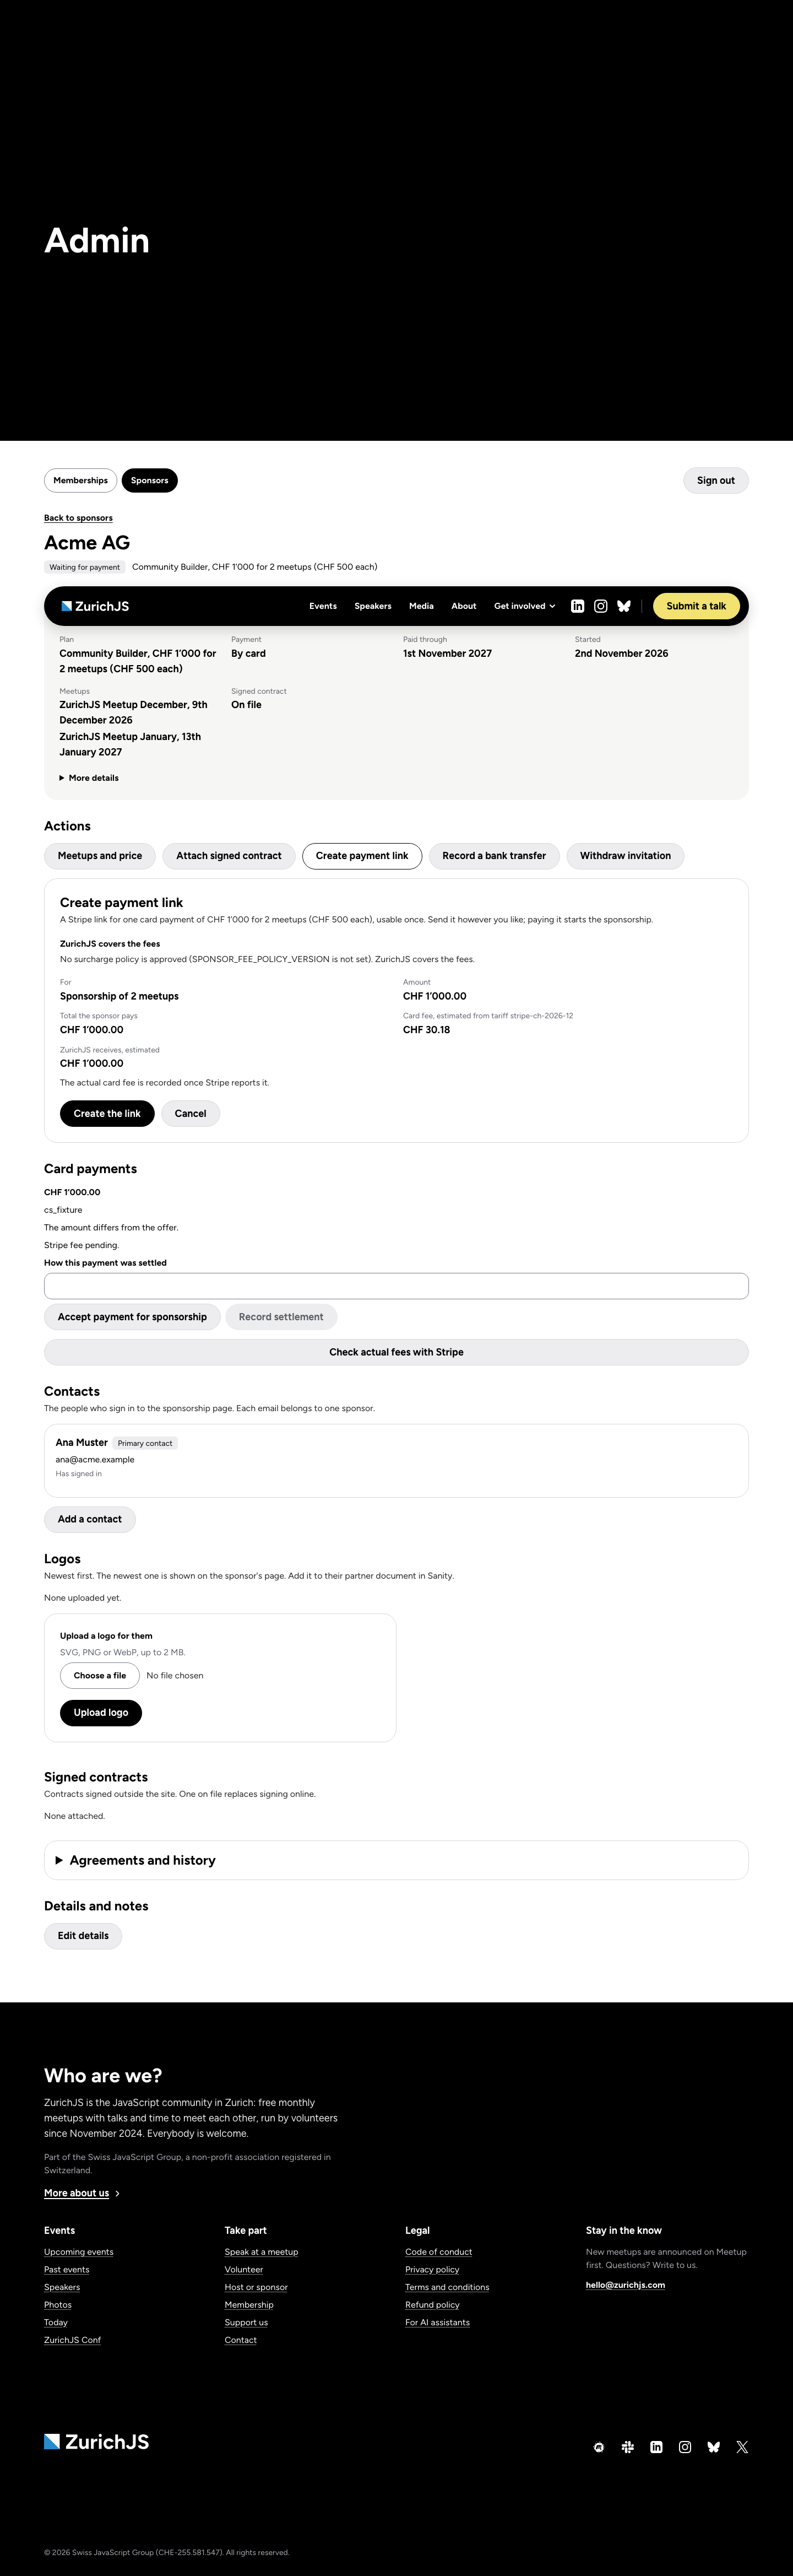 Admin
Memberships
Sponsors
Sign out
Back to sponsors
Acme AG
Waiting for payment
Community Builder, CHF 1'000 for 2 meetups (CHF 500 each)
ZurichJS
Events
Speakers
Media
About
Get involved
Submit a talk
Plan
Community Builder, CHF 1'000 for
2 meetups (CHF 500 each)
Payment
By card
Paid through
1st November 2027
Started
2nd November 2026
Meetups
ZurichJS Meetup December, 9th
December 2026
ZurichJS Meetup January, 13th
January 2027
Signed contract
On file
More details
Actions
Meetups and price
Attach signed contract
Create payment link
Record a bank transfer
Withdraw invitation
Create payment link
A Stripe link for one card payment of CHF 1'000 for 2 meetups (CHF 500 each), usable once. Send it however you like; paying it starts the sponsorship.
ZurichJS covers the fees
No surcharge policy is approved (SPONSOR_FEE_POLICY_VERSION is not set). ZurichJS covers the fees.
For
Sponsorship of 2 meetups
Amount
CHF 1'000.00
Total the sponsor pays
CHF 1'000.00
Card fee, estimated from tariff stripe-ch-2026-12
CHF 30.18
ZurichJS receives, estimated
CHF 1'000.00
The actual card fee is recorded once Stripe reports it.
Create the link
Cancel
Card payments
CHF 1'000.00
cs_fixture
The amount differs from the offer.
Stripe fee pending.
How this payment was settled
Accept payment for sponsorship
Record settlement
Check actual fees with Stripe
Contacts
The people who sign in to the sponsorship page. Each email belongs to one sponsor.
Ana Muster
Primary contact
ana@acme.example
Has signed in
Add a contact
Logos
Newest first. The newest one is shown on the sponsor's page. Add it to their partner document in Sanity.
None uploaded yet.
Upload a logo for them
SVG, PNG or WebP, up to 2 MB.
Choose a file
No file chosen
Upload logo
Signed contracts
Contracts signed outside the site. One on file replaces signing online.
None attached.
Agreements and history
Details and notes
Edit details
Who are we?
ZurichJS is the JavaScript community in Zurich: free monthly
meetups with talks and time to meet each other, run by volunteers
since November 2024. Everybody is welcome.
Part of the Swiss JavaScript Group, a non-profit association registered in
Switzerland.
More about us
Events
Upcoming events
Past events
Speakers
Photos
Today
ZurichJS Conf
Take part
Speak at a meetup
Volunteer
Host or sponsor
Membership
Support us
Contact
Legal
Code of conduct
Privacy policy
Terms and conditions
Refund policy
For AI assistants
Stay in the know
New meetups are announced on Meetup
first. Questions? Write to us.
hello@zurichjs.com
ZurichJS
© 2026 Swiss JavaScript Group (CHE-255.581.547). All rights reserved.